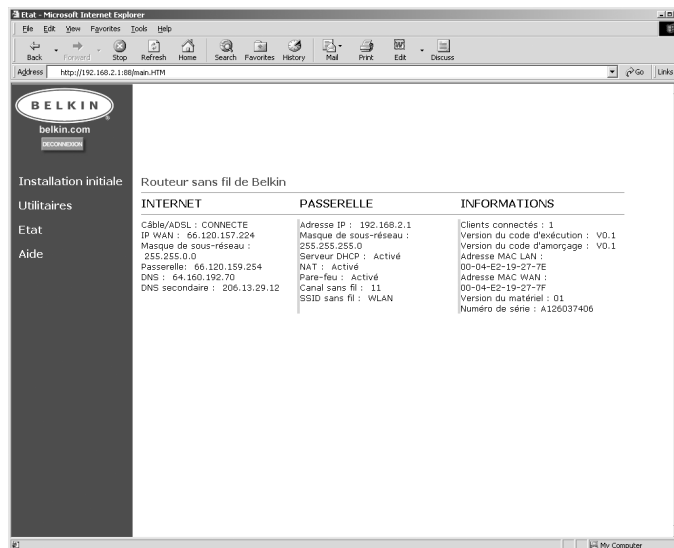 Etat - Microsoft Internet Explorer
File Edit View Favorites Tools Help
Back Forward Stop Refresh Home Search Favorites History Mail Print Edit Discuss
Address http://192.168.2.1:88/main.HTM Go Links
BELKIN
belkin.com
DECONNEXION
Installation initiale
Utilitaires
Etat
Aide
Routeur sans fil de Belkin
INTERNET
Câble/ADSL : CONNECTE
IP WAN : 66.120.157.224
Masque de sous-réseau :
255.255.0.0
Passerelle: 66.120.159.254
DNS : 64.160.192.70
DNS secondaire : 206.13.29.12
PASSERELLE
Adresse IP : 192.168.2.1
Masque de sous-réseau :
255.255.255.0
Serveur DHCP : Activé
NAT : Activé
Pare-feu : Activé
Canal sans fil : 11
SSID sans fil : WLAN
INFORMATIONS
Clients connectés : 1
Version du code d'exécution : V0.1
Version du code d'amorçage : V0.1
Adresse MAC LAN :
00-04-E2-19-27-7E
Adresse MAC WAN :
00-04-E2-19-27-7F
Version du matériel : 01
Numéro de série : A126037406
My Computer